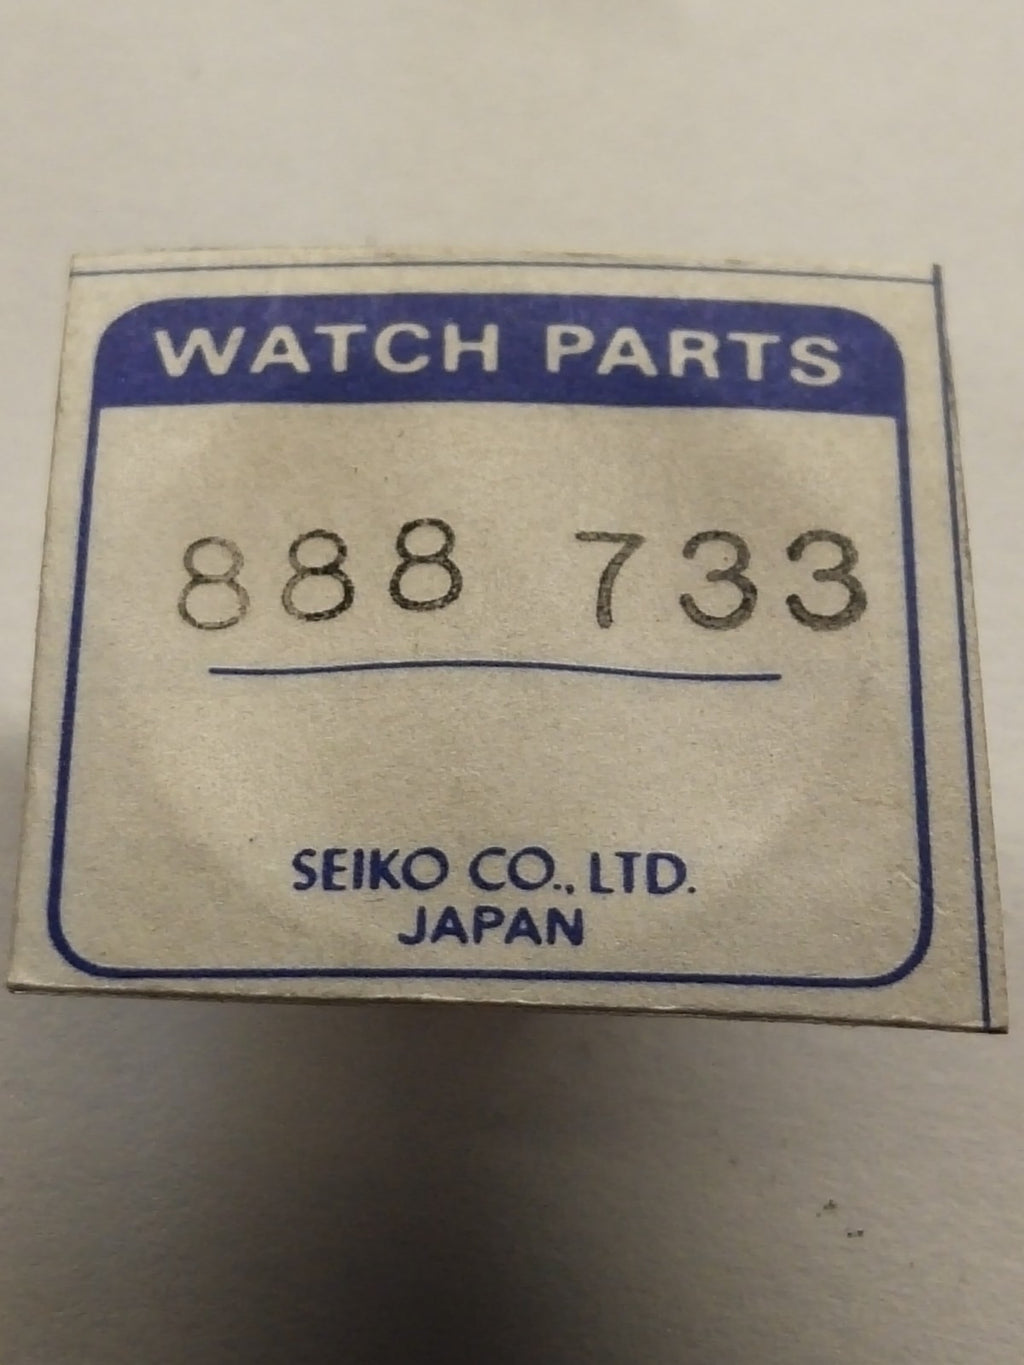 WATCH PARTS
888 733
SEIKO CO., LTD.
JAPAN